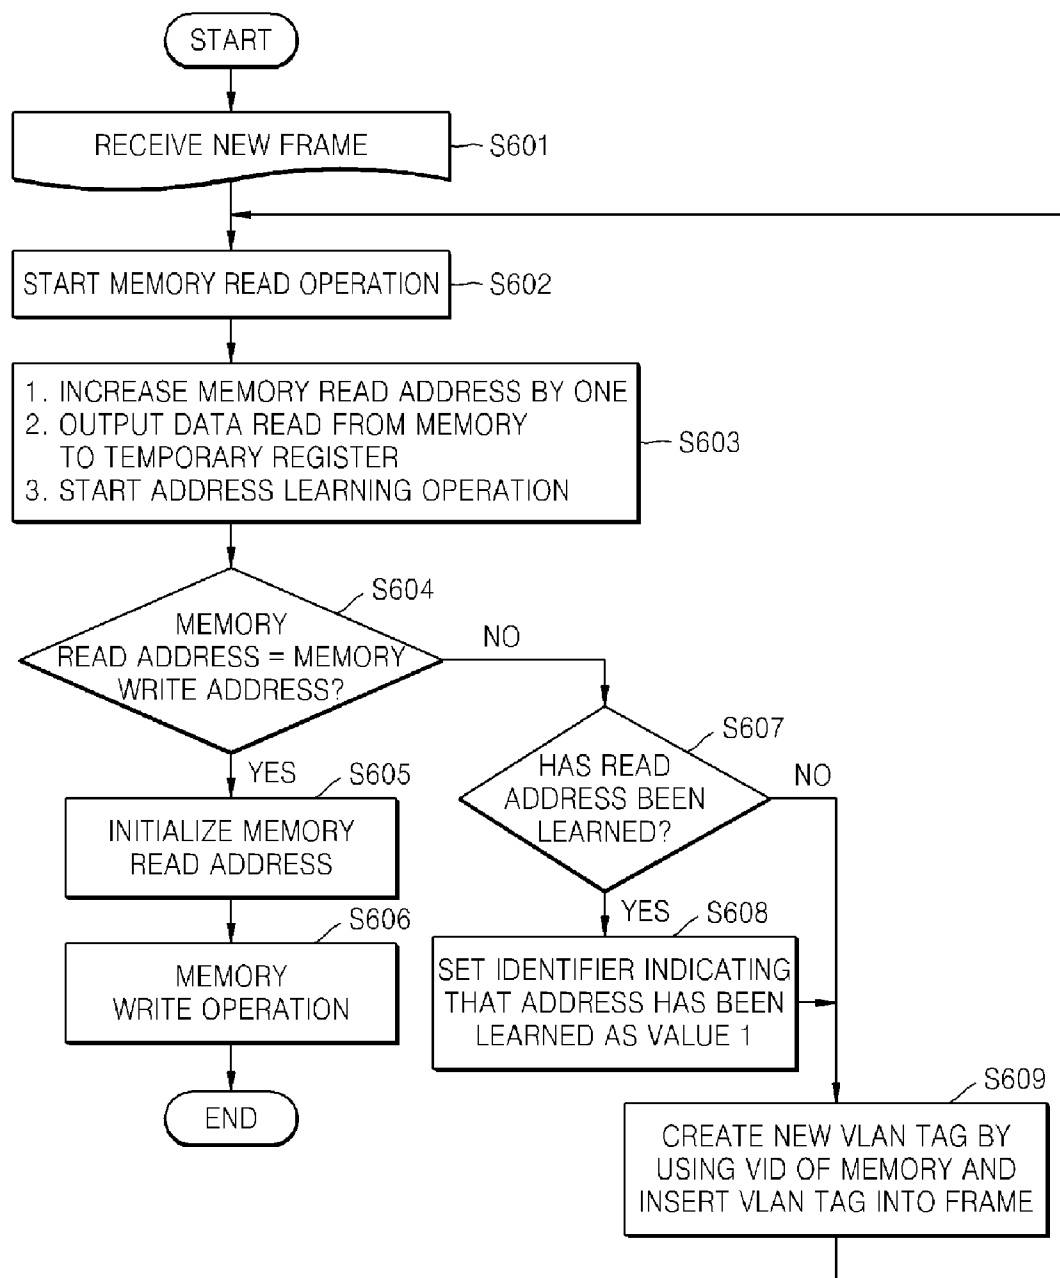 START
RECEIVE NEW FRAME
S601
START MEMORY READ OPERATION
S602
1. INCREASE MEMORY READ ADDRESS BY ONE
2. OUTPUT DATA READ FROM MEMORY
TO TEMPORARY REGISTER
3. START ADDRESS LEARNING OPERATION
S603
S604
MEMORY
READ ADDRESS = MEMORY
WRITE ADDRESS?
NO
YES
S605
INITIALIZE MEMORY
READ ADDRESS
S606
MEMORY
WRITE OPERATION
END
S607
HAS READ
ADDRESS BEEN
LEARNED?
NO
YES
S608
SET IDENTIFIER INDICATING
THAT ADDRESS HAS BEEN
LEARNED AS VALUE 1
S609
CREATE NEW VLAN TAG BY
USING VID OF MEMORY AND
INSERT VLAN TAG INTO FRAME